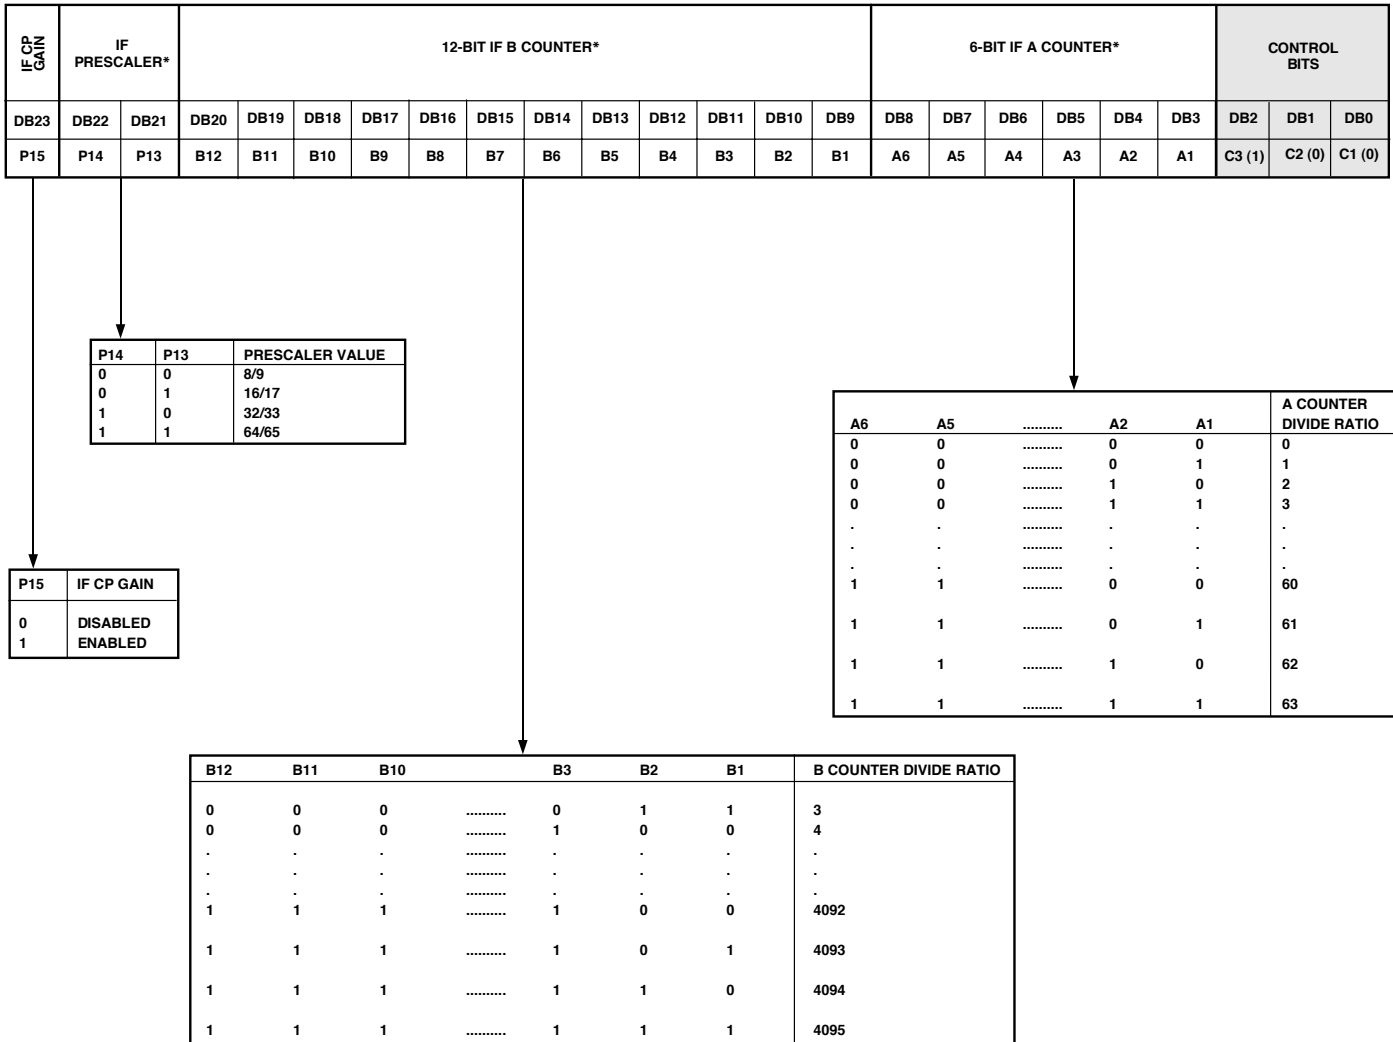 IF CP GAIN IF PRESCALER* 12-BIT IF B COUNTER* 6-BIT IF A COUNTER* CONTROL BITS
DB23 DB22 DB21 DB20 DB19 DB18 DB17 DB16 DB15 DB14 DB13 DB12 DB11 DB10 DB9 DB8 DB7 DB6 DB5 DB4 DB3 DB2 DB1 DB0
P15 P14 P13 B12 B11 B10 B9 B8 B7 B6 B5 B4 B3 B2 B1 A6 A5 A4 A3 A2 A1 C3 (1) C2 (0) C1 (0)
P14 P13 PRESCALER VALUE
0 0 8/9
0 1 16/17
1 0 32/33
1 1 64/65
A6 A5 .......... A2 A1 A COUNTER DIVIDE RATIO
0 0 .......... 0 0 0
0 0 .......... 0 1 1
0 0 .......... 1 0 2
0 0 .......... 1 1 3
. . .......... . . .
. . .......... . . .
. . .......... . . .
1 1 .......... 0 0 60
1 1 .......... 0 1 61
1 1 .......... 1 0 62
1 1 .......... 1 1 63
P15 IF CP GAIN
0 DISABLED
1 ENABLED
B12 B11 B10 B3 B2 B1 B COUNTER DIVIDE RATIO
0 0 0 .......... 0 1 1 3
0 0 0 .......... 1 0 0 4
. . . .......... . . . .
. . . .......... . . . .
. . . .......... . . . .
1 1 1 .......... 1 0 0 4092
1 1 1 .......... 1 0 1 4093
1 1 1 .......... 1 1 0 4094
1 1 1 .......... 1 1 1 4095